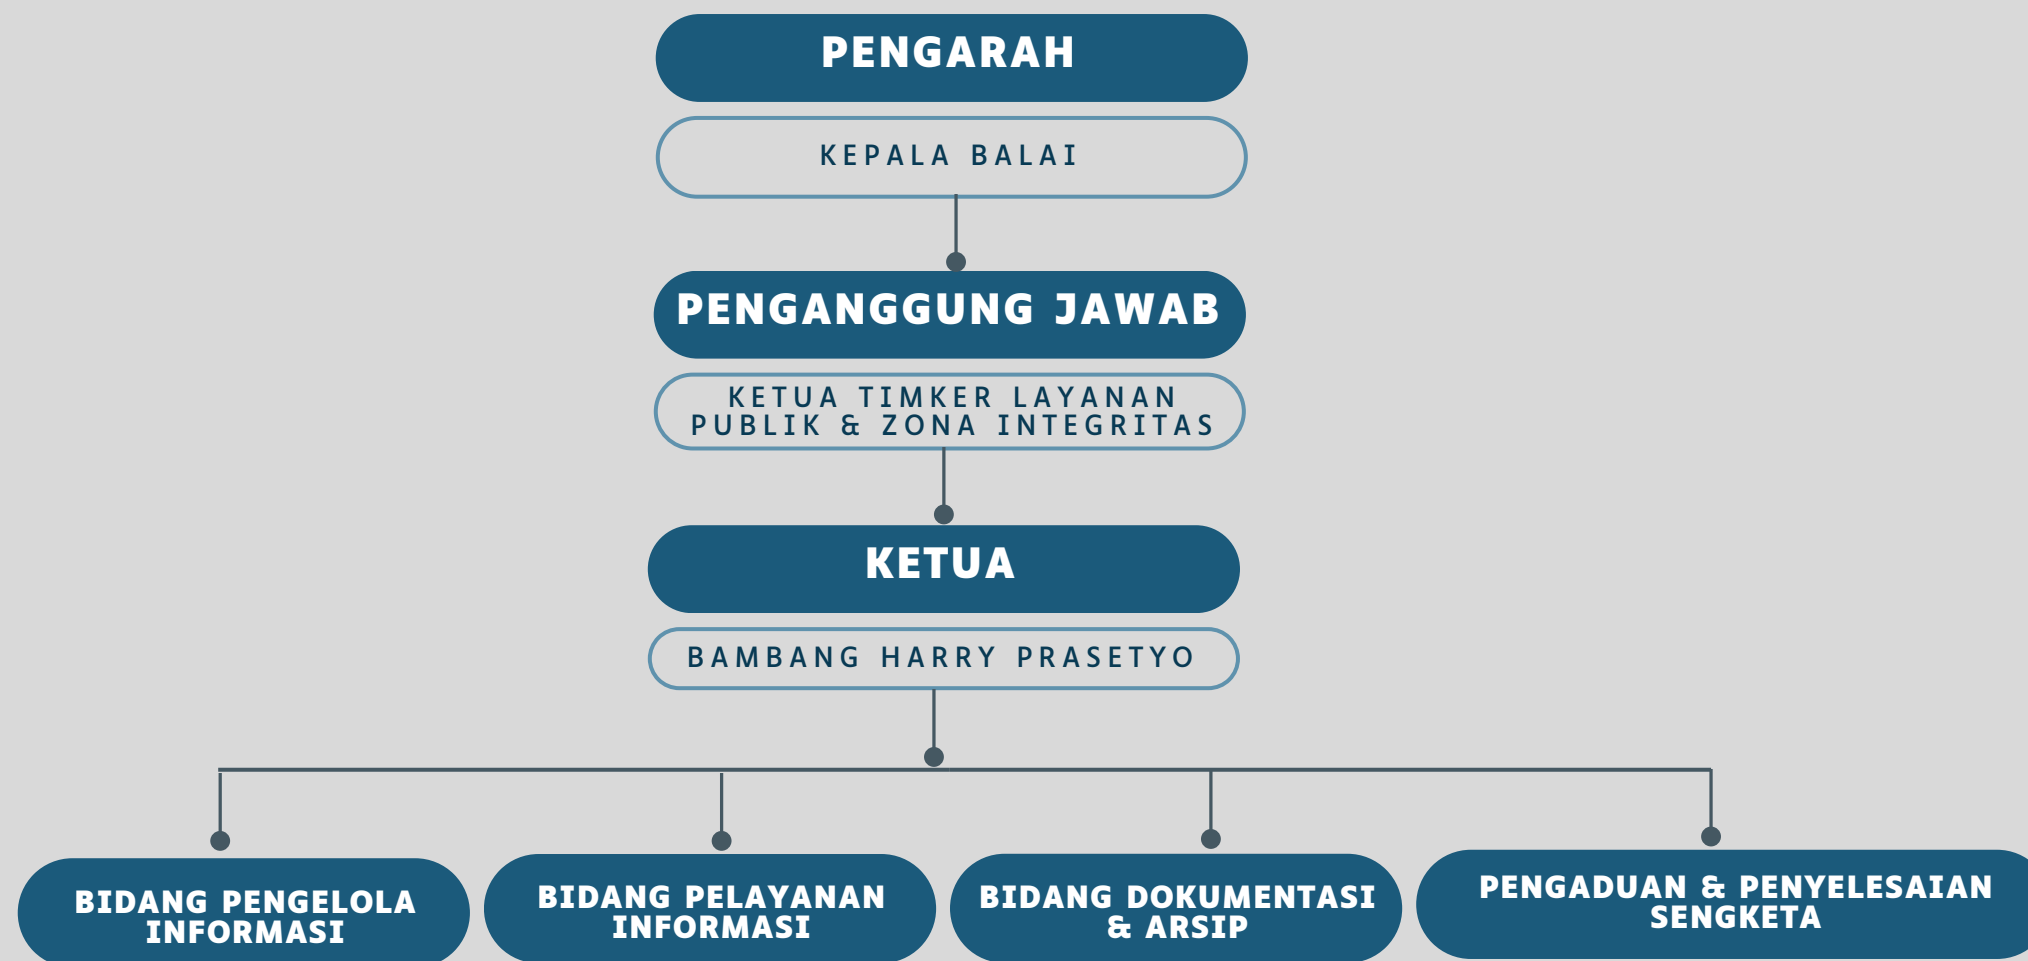 PENGARAH
KEPALA BALAI
PENGANGGUNG JAWAB
KETUA TIMKER LAYANAN
PUBLIK & ZONA INTEGRITAS
KETUA
BAMBANG HARRY PRASETYO
BIDANG PENGELOLA
INFORMASI
BIDANG PELAYANAN
INFORMASI
BIDANG DOKUMENTASI
& ARSIP
PENGADUAN & PENYELESAIAN
SENGKETA